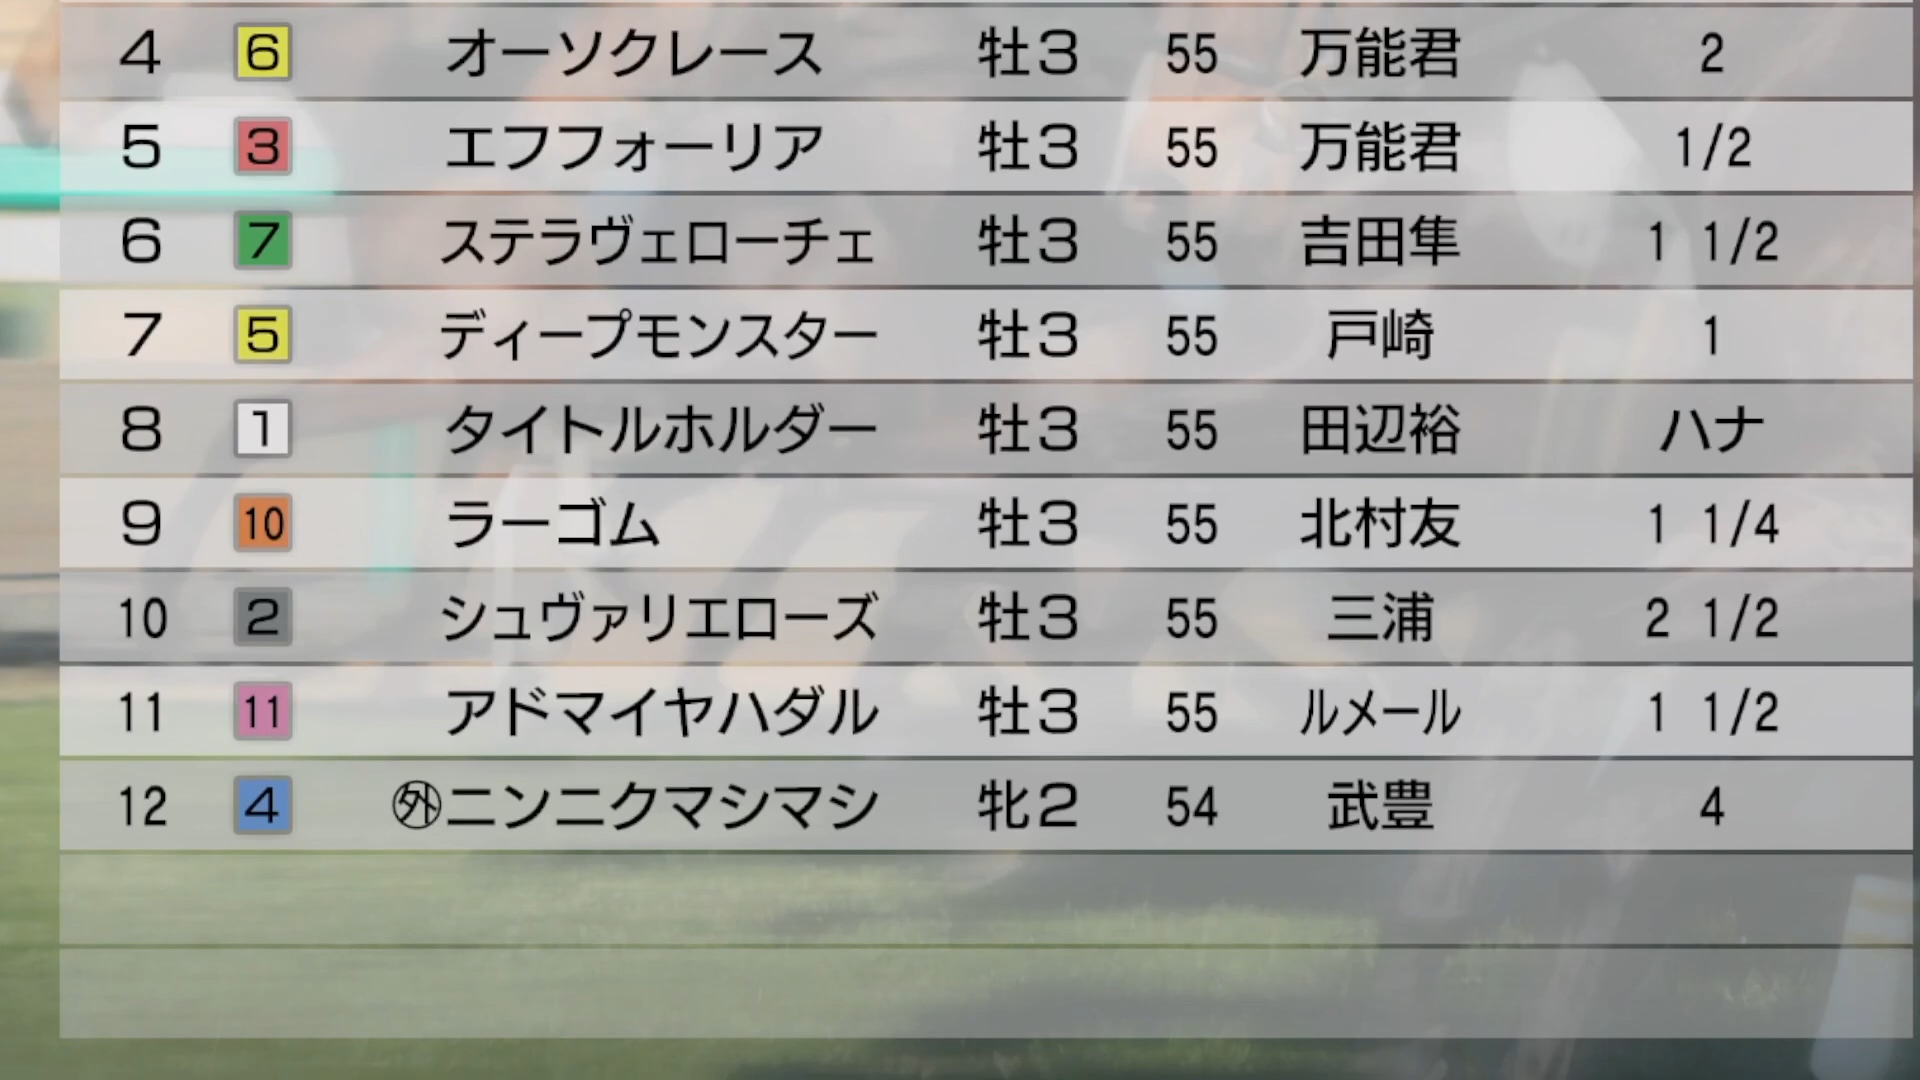 4 6 オーソクレース 牡3 55 万能君 2
5 3 エフフォーリア 牡3 55 万能君 1/2
6 7 ステラヴェローチェ 牡3 55 吉田隼 1 1/2
7 5 ディープモンスター 牡3 55 戸崎 1
8 1 タイトルホルダー 牡3 55 田辺裕 ハナ
9 10 ラーゴム 牡3 55 北村友 1 1/4
10 2 シュヴァリエローズ 牡3 55 三浦 2 1/2
11 11 アドマイヤハダル 牡3 55 ルメール 1 1/2
12 4 外ニンニクマシマシ 牝2 54 武豊 4